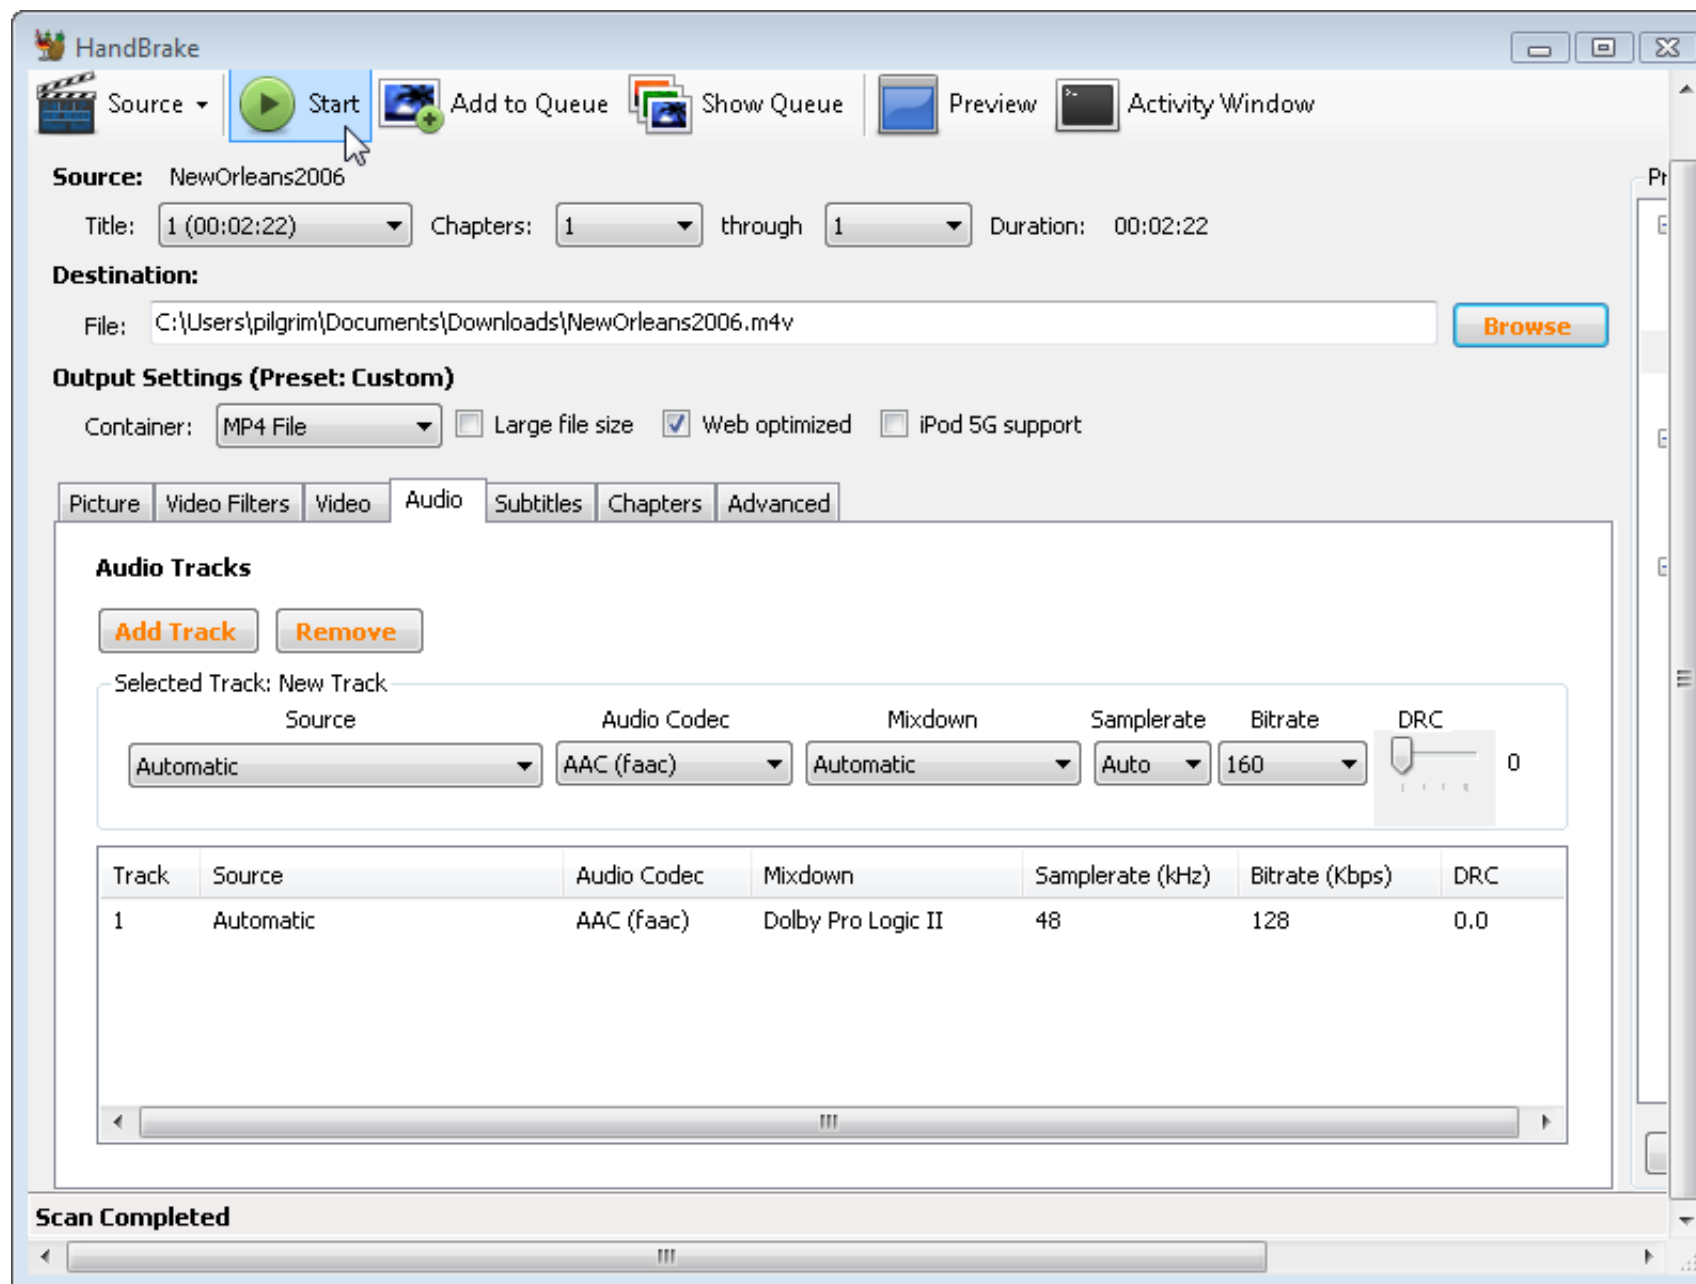 HandBrake
Source Start Add to Queue Show Queue Preview Activity Window
Source: NewOrleans2006
Title: 1 (00:02:22) Chapters: 1 through 1 Duration: 00:02:22
Destination:
File: C:\Users\pilgrim\Documents\Downloads\NewOrleans2006.m4v Browse
Output Settings (Preset: Custom)
Container: MP4 File Large file size Web optimized iPod 5G support
Picture Video Filters Video Audio Subtitles Chapters Advanced
Audio Tracks
Add Track Remove
Selected Track: New Track
Source Audio Codec Mixdown Samplerate Bitrate DRC
Automatic AAC (faac) Automatic Auto 160 0
Track Source Audio Codec Mixdown Samplerate (kHz) Bitrate (Kbps) DRC
1 Automatic AAC (faac) Dolby Pro Logic II 48 128 0.0
Scan Completed